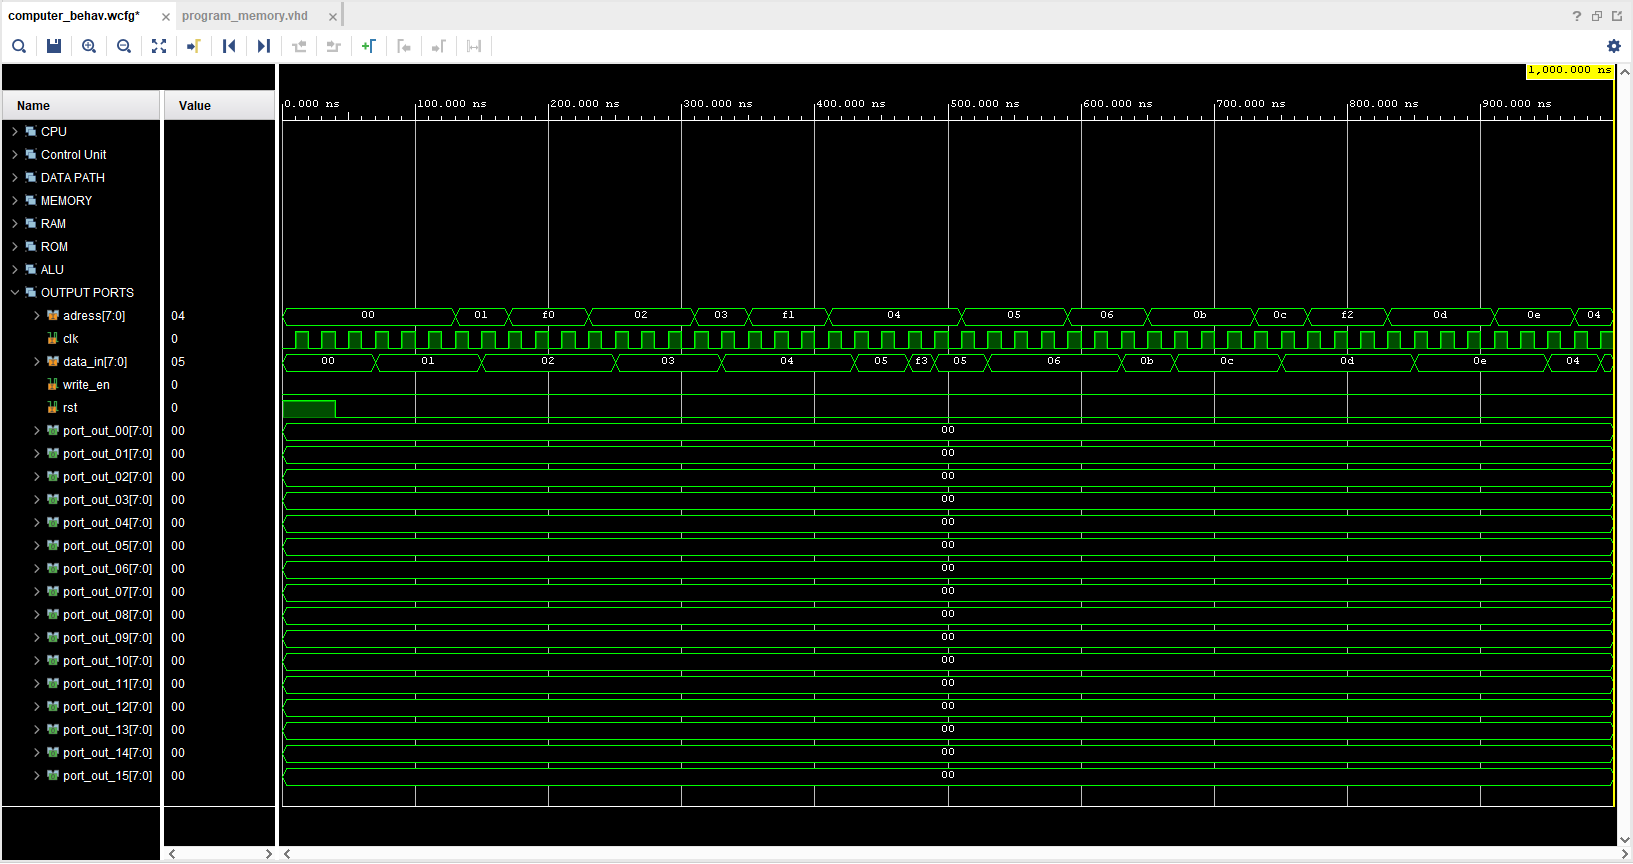 computer_behav.wcfg* × program_memory.vhd ×
1,000.000 ns
Name Value
0.000 ns 100.000 ns 200.000 ns 300.000 ns 400.000 ns 500.000 ns 600.000 ns 700.000 ns 800.000 ns 900.000 ns
CPU
Control Unit
DATA PATH
MEMORY
RAM
ROM
ALU
OUTPUT PORTS
adress[7:0] 04 00 01 f0 02 03 f1 04 05 06 0b 0c f2 0d 0e 04
clk 0
data_in[7:0] 05 00 01 02 03 04 05 f3 05 06 0b 0c 0d 0e 04
write_en 0
rst 0
port_out_00[7:0] 00 00
port_out_01[7:0] 00 00
port_out_02[7:0] 00 00
port_out_03[7:0] 00 00
port_out_04[7:0] 00 00
port_out_05[7:0] 00 00
port_out_06[7:0] 00 00
port_out_07[7:0] 00 00
port_out_08[7:0] 00 00
port_out_09[7:0] 00 00
port_out_10[7:0] 00 00
port_out_11[7:0] 00 00
port_out_12[7:0] 00 00
port_out_13[7:0] 00 00
port_out_14[7:0] 00 00
port_out_15[7:0] 00 00